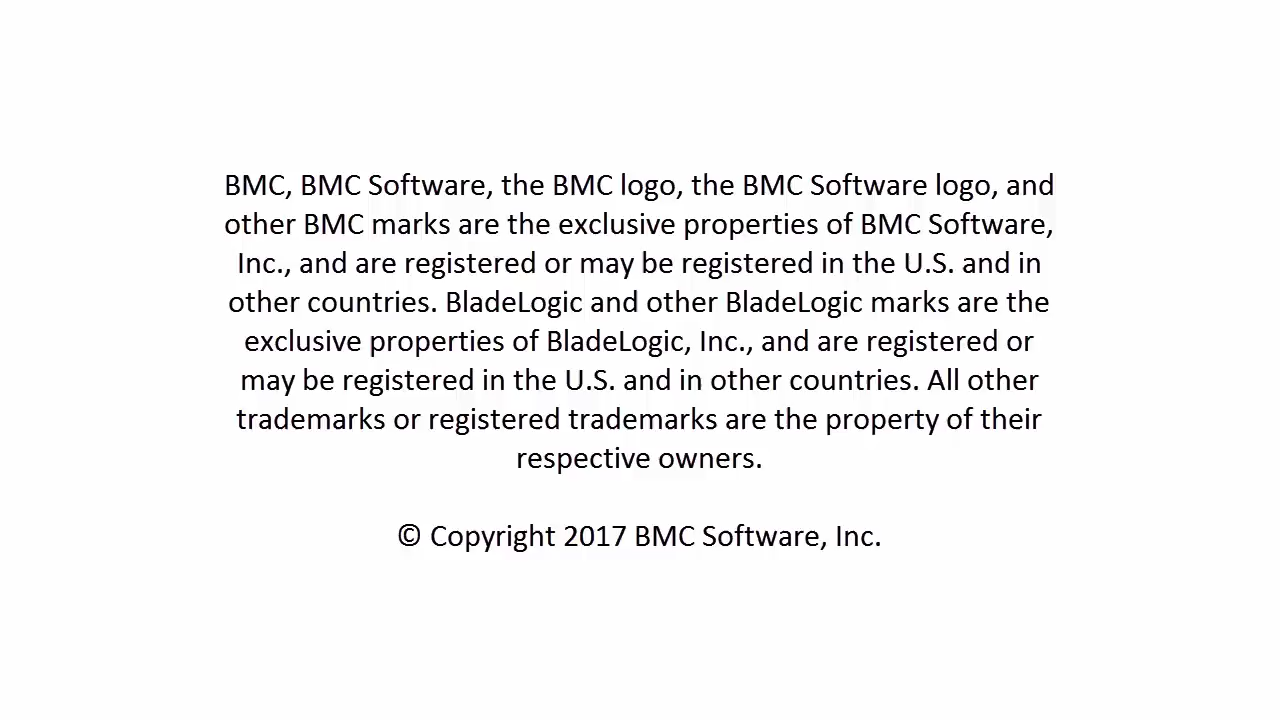 BMC, BMC Software, the BMC logo, the BMC Software logo, and
other BMC marks are the exclusive properties of BMC Software,
Inc., and are registered or may be registered in the U.S. and in
other countries. BladeLogic and other BladeLogic marks are the
exclusive properties of BladeLogic, Inc., and are registered or
may be registered in the U.S. and in other countries. All other
trademarks or registered trademarks are the property of their
respective owners.
© Copyright 2017 BMC Software, Inc.